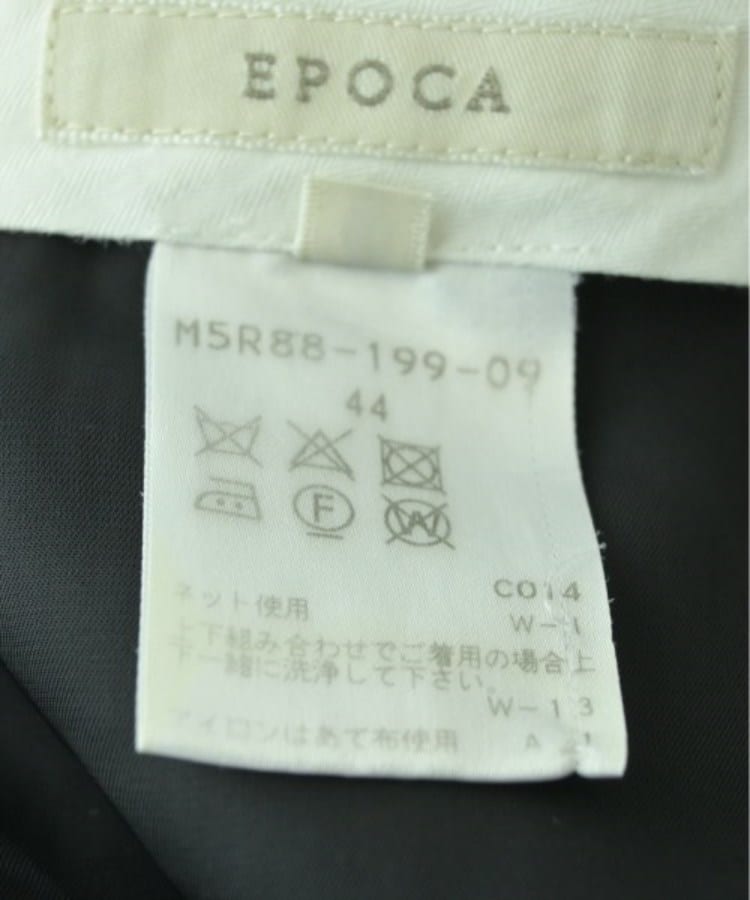 EPOCA
M5R88-199-09
44
F
W
CO14
ネット使用
W-1
上下組み合わせでご着用の場合上
下一緒に洗浄して下さい。
W-13
アイロンはあて布使用
A 21